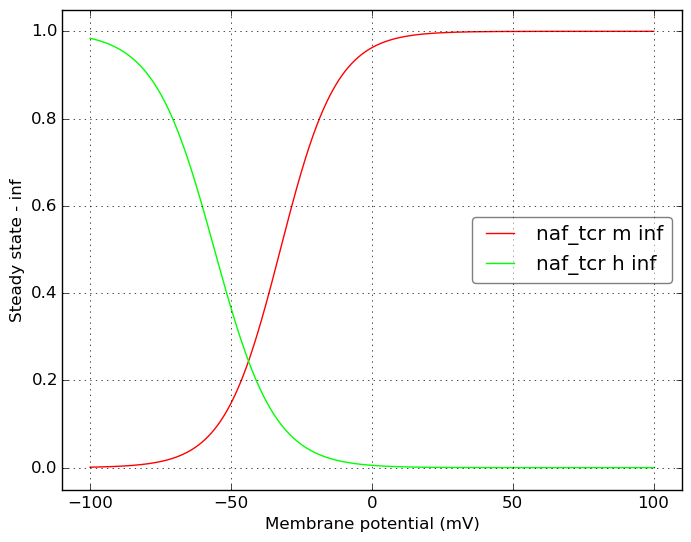 1.0
0.8
0.6
0.4
0.2
0.0
Steady state - inf
naf_tcr m inf
naf_tcr h inf
−100
−50
0
50
100
Membrane potential (mV)